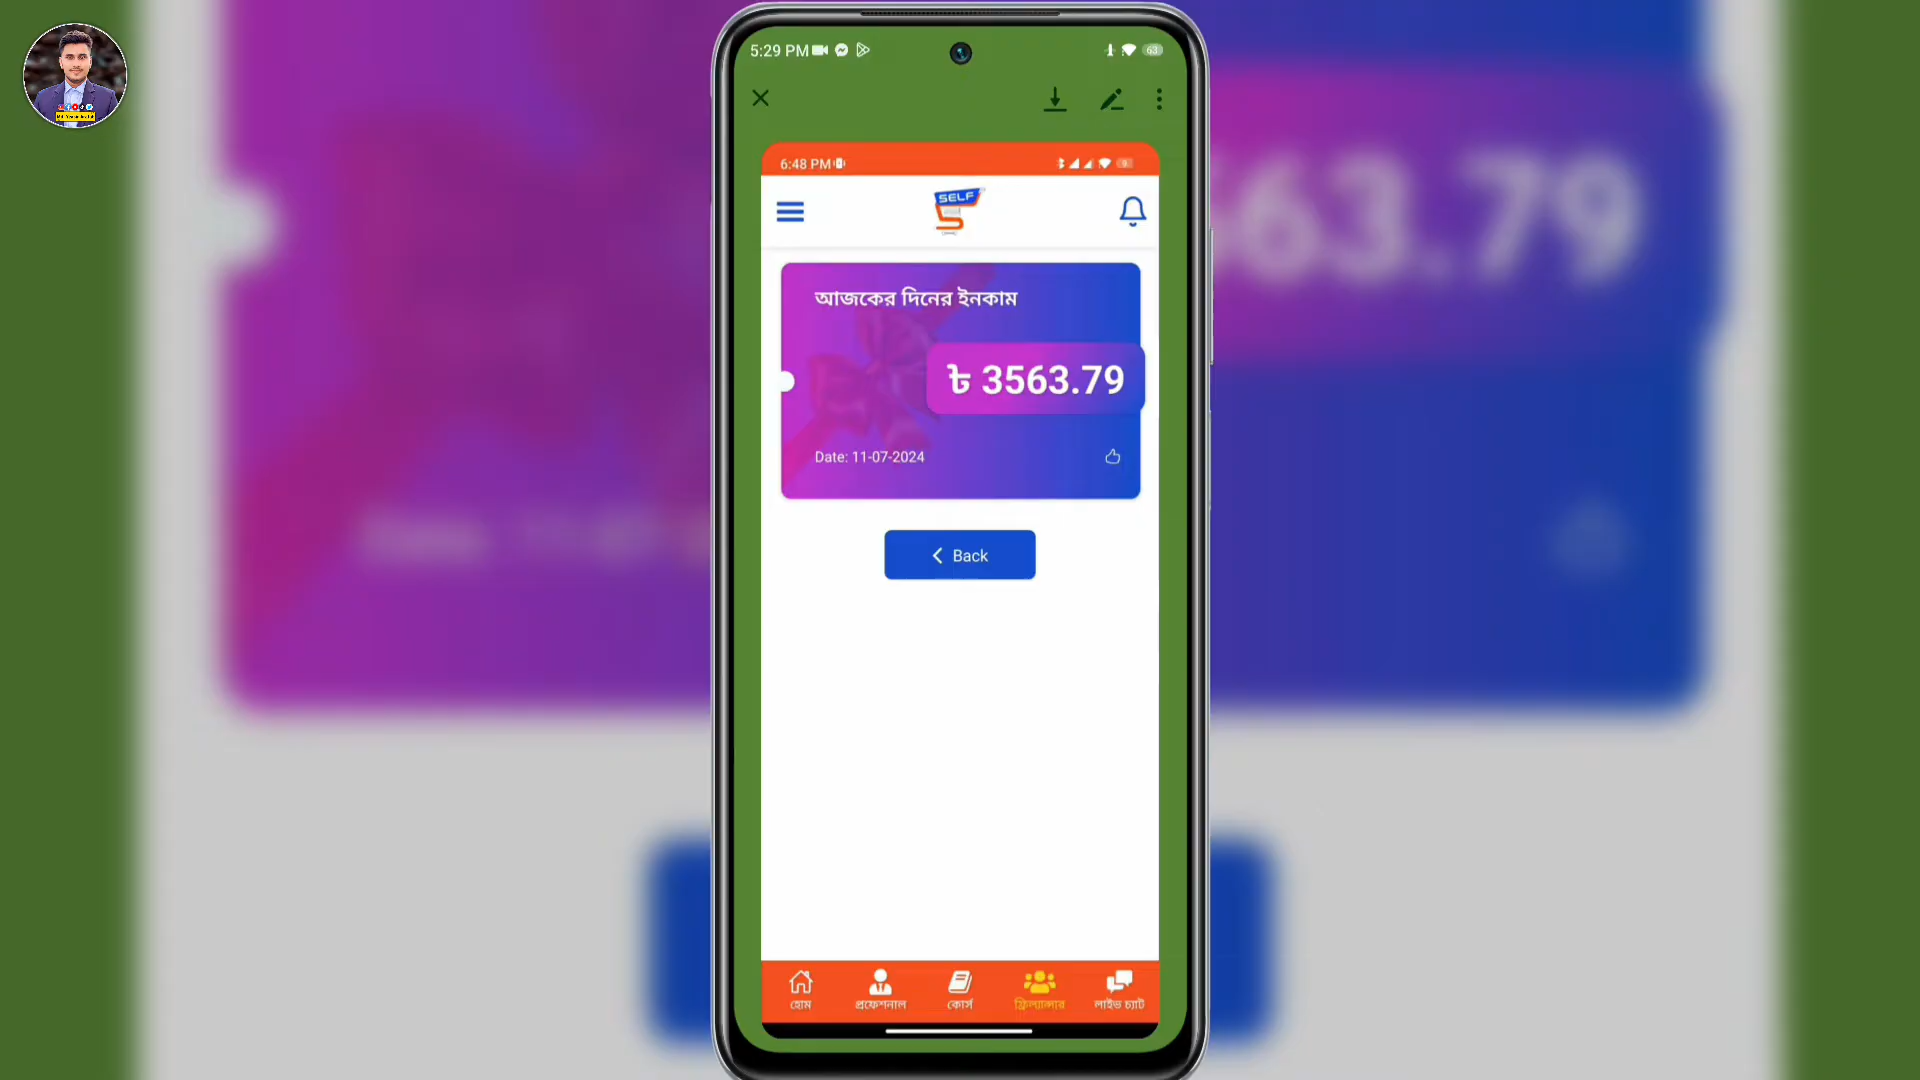 5:29 PM
63
6:48 PM
SELF
আজকের দিনের ইনকাম
৳ 3563.79
Date: 11-07-2024
Back
হোম
প্রফেশনাল
কোর্স
ফ্রিল্যান্সার
লাইভ চ্যাট
563.79